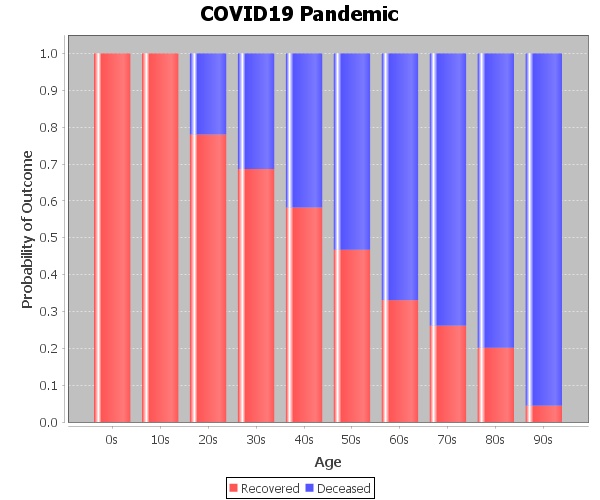 COVID19 Pandemic
Probability of Outcome
1.0
0.9
0.8
0.7
0.6
0.5
0.4
0.3
0.2
0.1
0.0
0s 10s 20s 30s 40s 50s 60s 70s 80s 90s
Age
Recovered Deceased